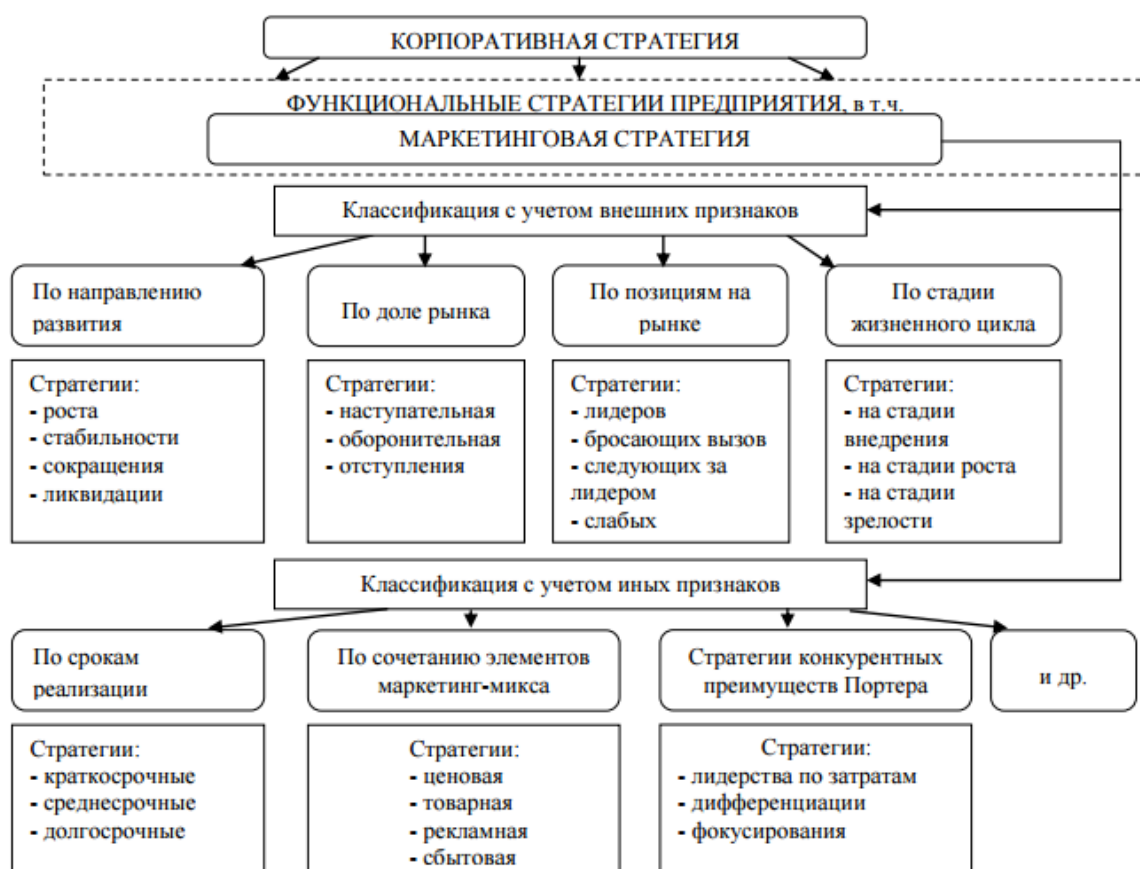 КОРПОРАТИВНАЯ СТРАТЕГИЯ
ФУНКЦИОНАЛЬНЫЕ СТРАТЕГИИ ПРЕДПРИЯТИЯ, в т.ч.
МАРКЕТИНГОВАЯ СТРАТЕГИЯ
Классификация с учетом внешних признаков
По направлению
развития
По доле рынка
По позициям на
рынке
По стадии
жизненного цикла
Стратегии:
- роста
- стабильности
- сокращения
- ликвидации
Стратегии:
- наступательная
- оборонительная
- отступления
Стратегии:
- лидеров
- бросающих вызов
- следующих за
лидером
- слабых
Стратегии:
- на стадии
внедрения
- на стадии роста
- на стадии
зрелости
Классификация с учетом иных признаков
По срокам
реализации
По сочетанию элементов
маркетинг-микса
Стратегии конкурентных
преимуществ Портера
и др.
Стратегии:
- краткосрочные
- среднесрочные
- долгосрочные
Стратегии:
- ценовая
- товарная
- рекламная
- сбытовая
Стратегии:
- лидерства по затратам
- дифференциации
- фокусирования